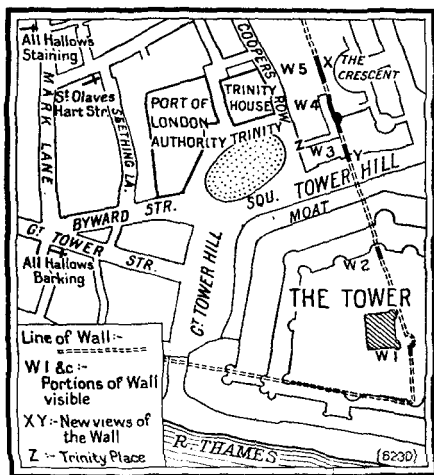 All Hallows
Staining
MARK LANE.
St. Olaves
Hart Str.
SEETHING LA.
PORT OF
LONDON
AUTHORITY
TRINITY
HOUSE
COOPERS
ROW
TRINITY
SQU.
W 5
X
THE
CRESCENT
W 4
Z
W 3
Y
TOWER HILL
MOAT
BYWARD STR.
GT. TOWER
STR.
All Hallows
Barking
GT. TOWER HILL
W 2
THE TOWER
W 1
Line of Wall:-
W I &c:-
Portions of Wall
visible
XY:- New views of
the Wall
Z :- Trinity Place
R. THAMES
{6230}